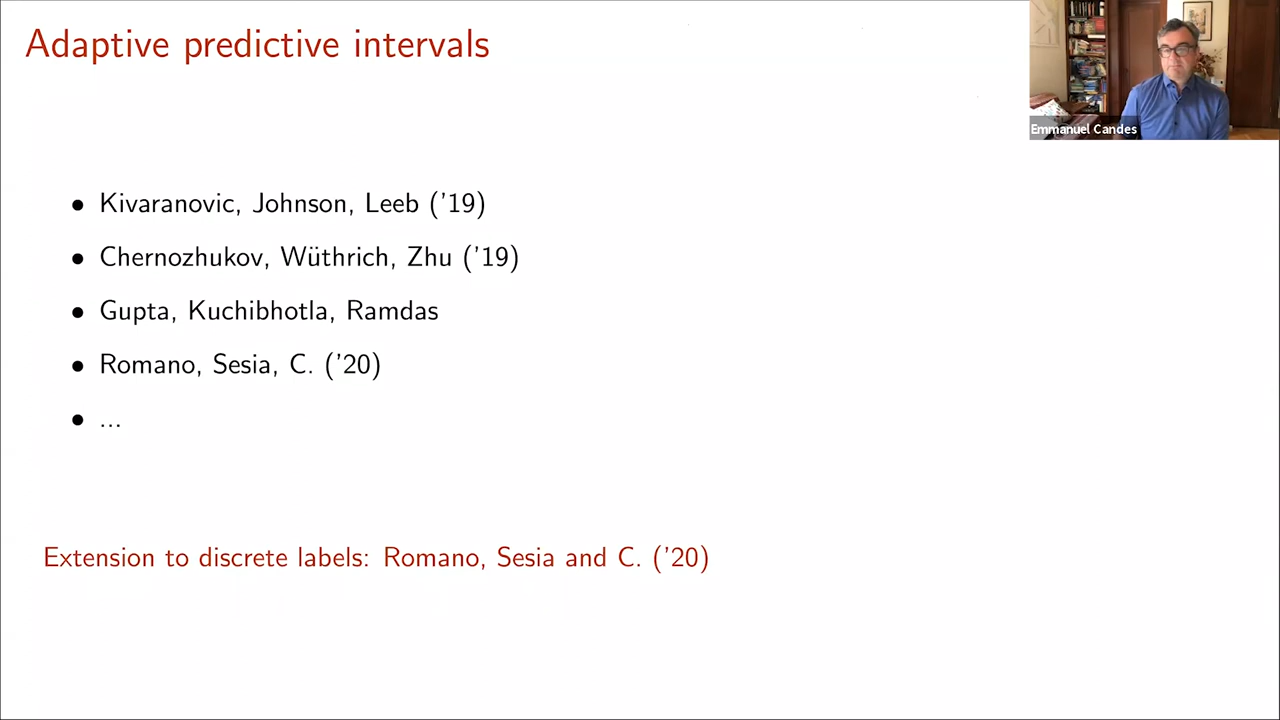 Adaptive predictive intervals
Emmanuel Candes
• Kivaranovic, Johnson, Leeb ('19)
• Chernozhukov, Wüthrich, Zhu ('19)
• Gupta, Kuchibhotla, Ramdas
• Romano, Sesia, C. ('20)
• ...
Extension to discrete labels: Romano, Sesia and C. ('20)